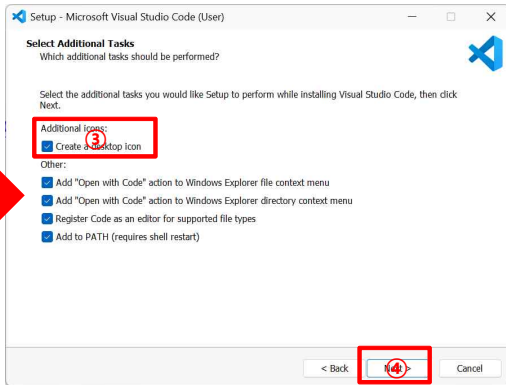 Setup - Microsoft Visual Studio Code (User)
Select Additional Tasks
Which additional tasks should be performed?
Select the additional tasks you would like Setup to perform while installing Visual Studio Code, then click
Next.
Additional icons:
③
Create a desktop icon
Other:
Add "Open with Code" action to Windows Explorer file context menu
Add "Open with Code" action to Windows Explorer directory context menu
Register Code as an editor for supported file types
Add to PATH (requires shell restart)
< Back
Next >
④
Cancel